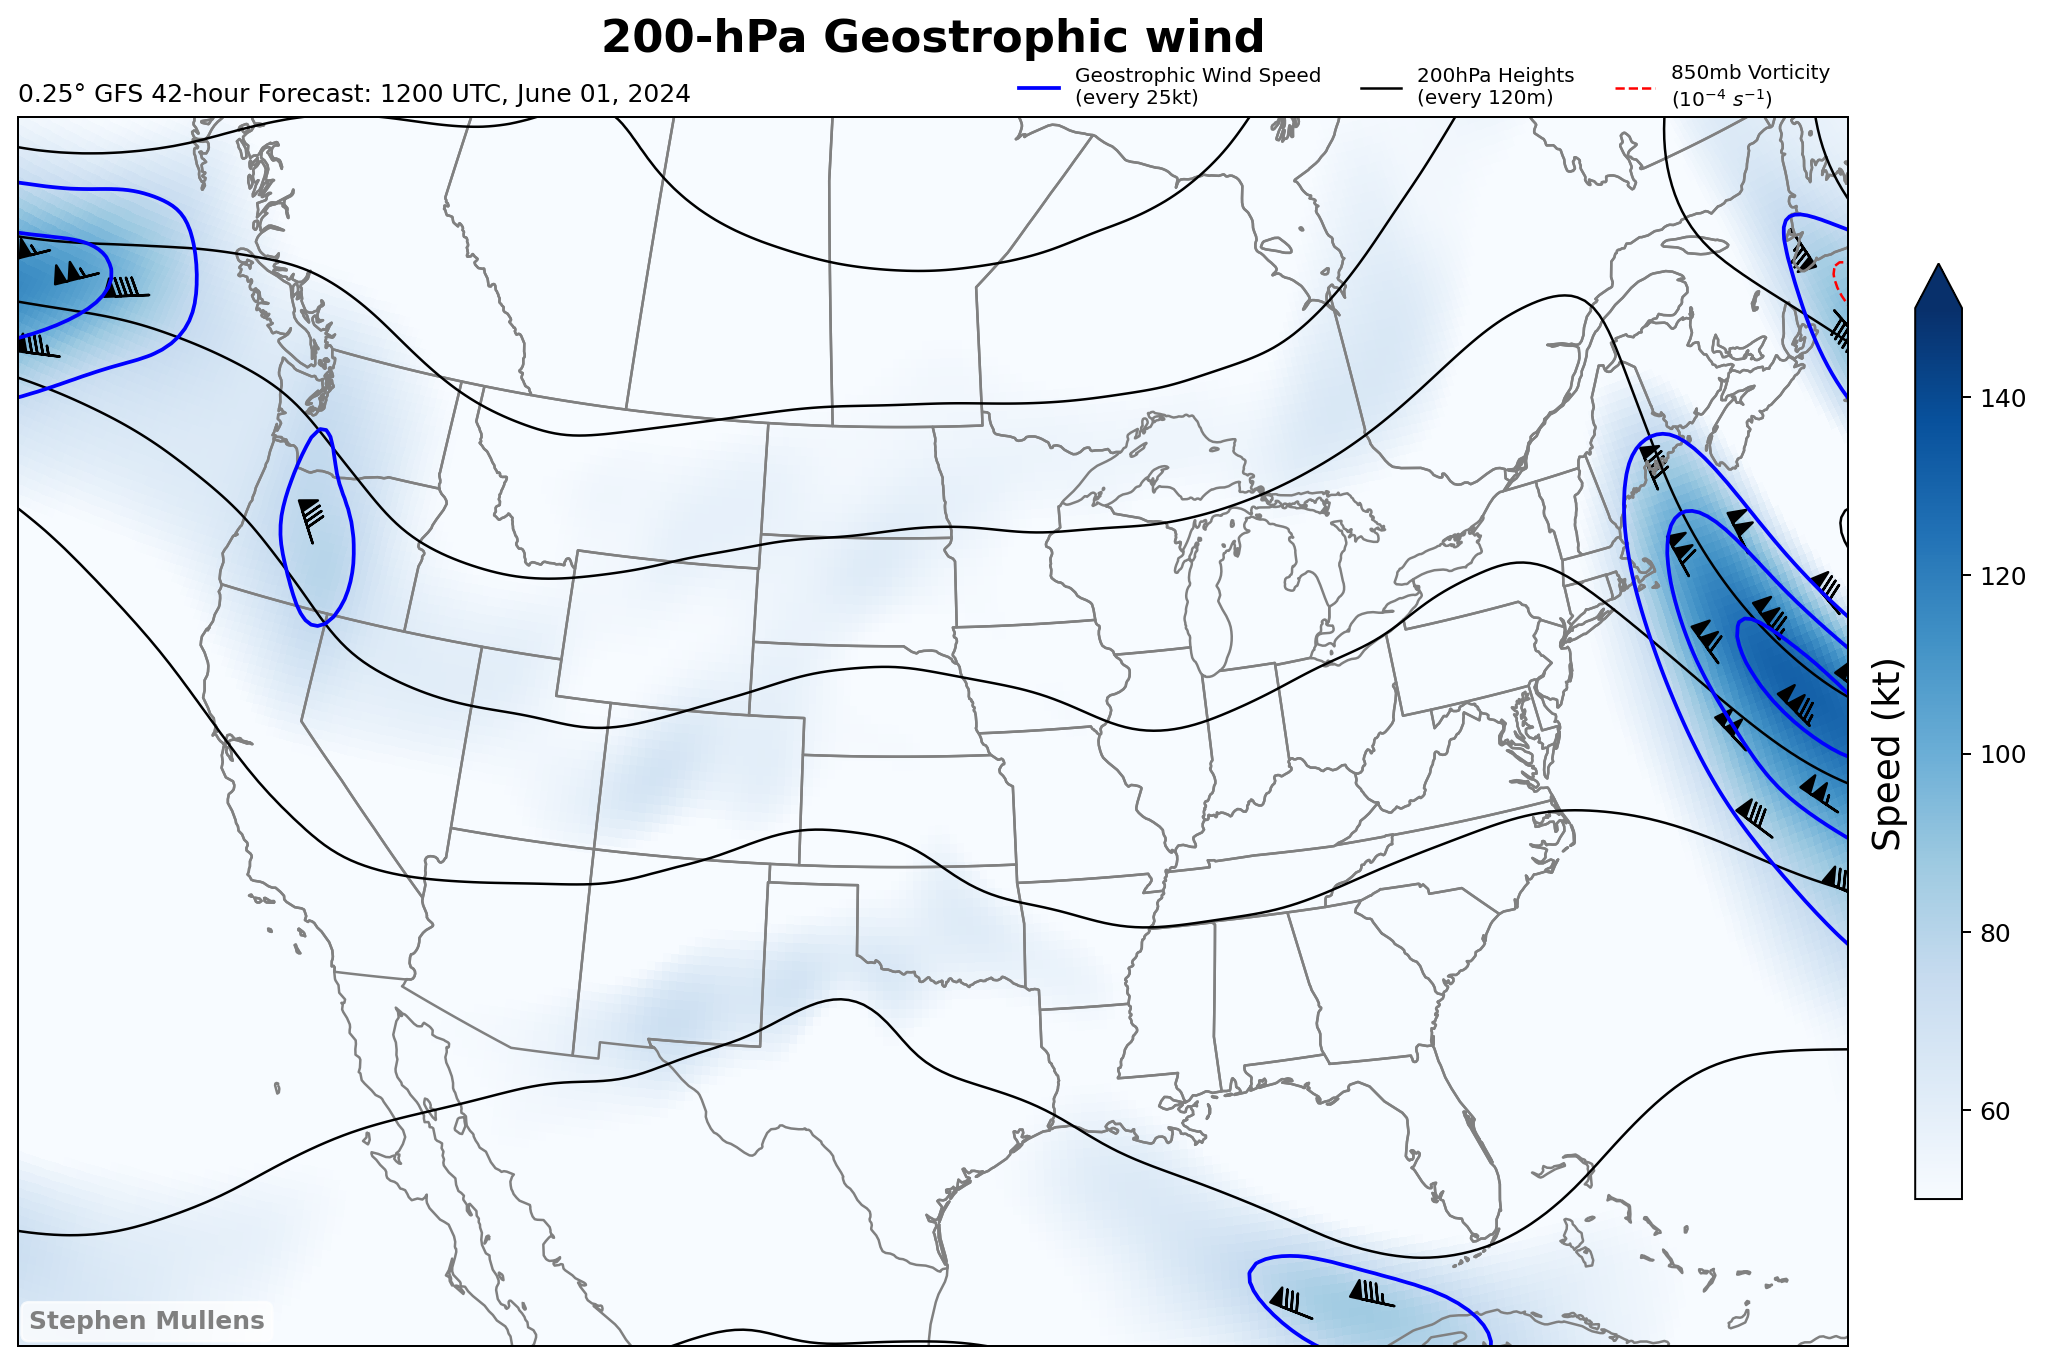 200-hPa Geostrophic wind
0.25° GFS 42-hour Forecast: 1200 UTC, June 01, 2024
Geostrophic Wind Speed
(every 25kt)
200hPa Heights
(every 120m)
850mb Vorticity
(10⁻⁴ s⁻¹)
140
120
100
80
60
Speed (kt)
Stephen Mullens